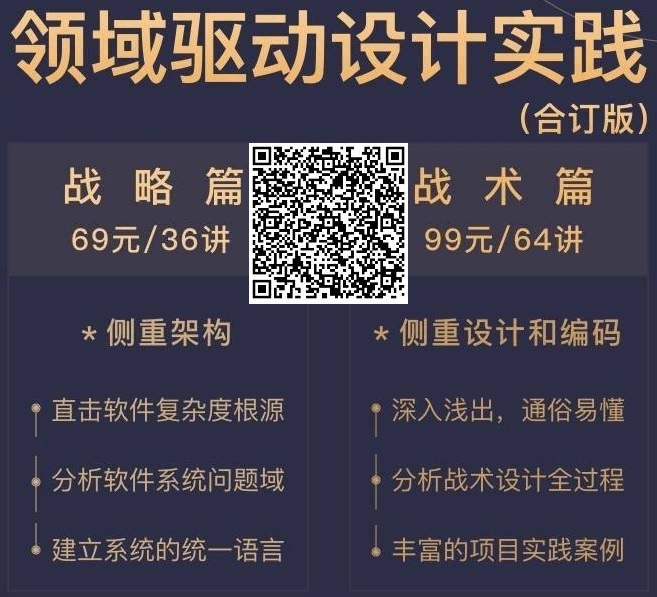 领域驱动设计实践
（合订版）
战略篇
69元/36讲
战术篇
99元/64讲
* 侧重架构
直击软件复杂度根源
分析软件系统问题域
建立系统的统一语言
* 侧重设计和编码
深入浅出，通俗易懂
分析战术设计全过程
丰富的项目实践案例